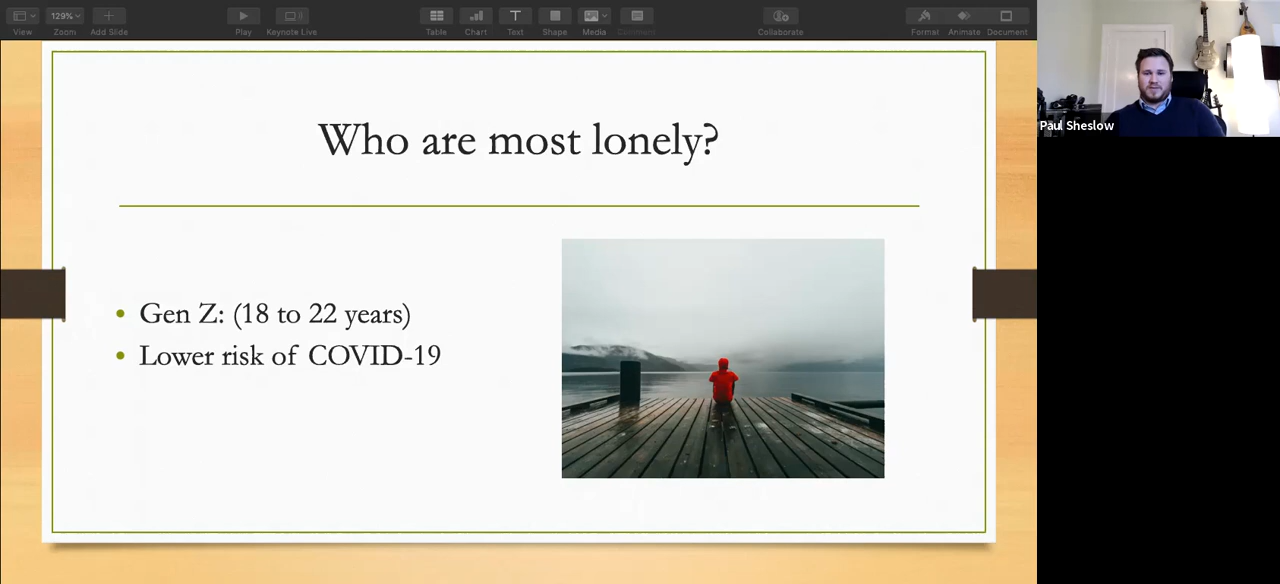 View
129%
Zoom
Add Slide
Play
Keynote Live
Table
Chart
Text
Shape
Media
Comment
Collaborate
Format
Animate
Document
Paul Sheslow
Who are most lonely?
Gen Z: (18 to 22 years)
Lower risk of COVID-19